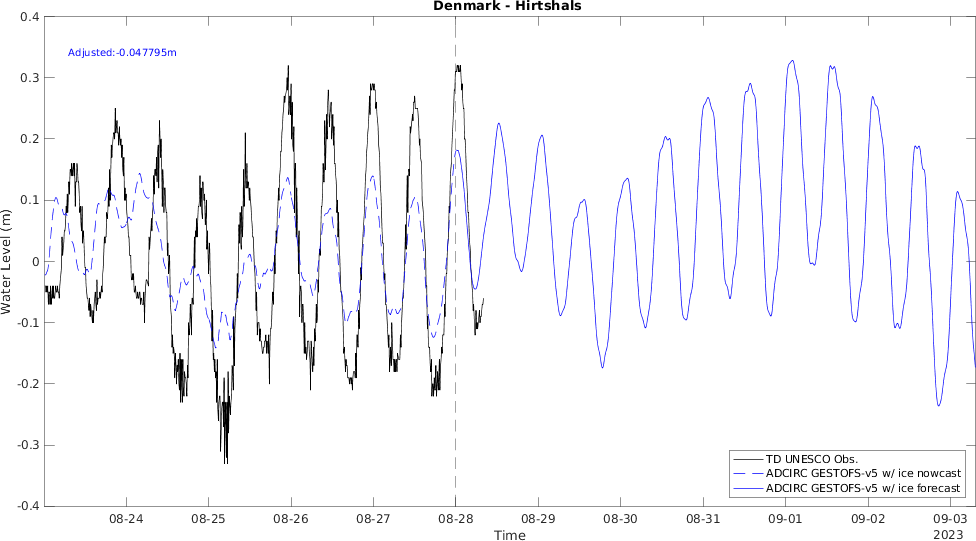 Denmark - Hirtshals
Adjusted:-0.047795m
Water Level (m)
0.4
0.3
0.2
0.1
0
-0.1
-0.2
-0.3
-0.4
TD UNESCO Obs.
ADCIRC GESTOFS-v5 w/ ice nowcast
ADCIRC GESTOFS-v5 w/ ice forecast
08-24 08-25 08-26 08-27 08-28 08-29 08-30 08-31 09-01 09-02 09-03
Time
2023